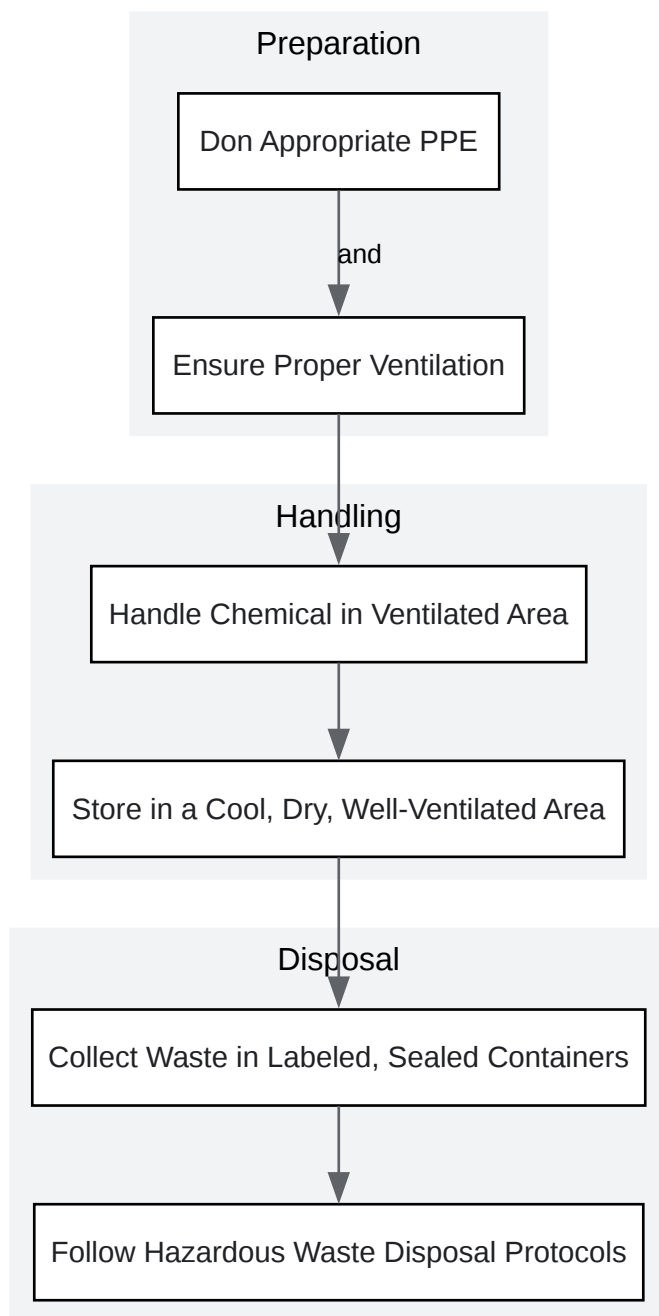 Preparation
Don Appropriate PPE
and
Ensure Proper Ventilation
Handling
Handle Chemical in Ventilated Area
Store in a Cool, Dry, Well-Ventilated Area
Disposal
Collect Waste in Labeled, Sealed Containers
Follow Hazardous Waste Disposal Protocols